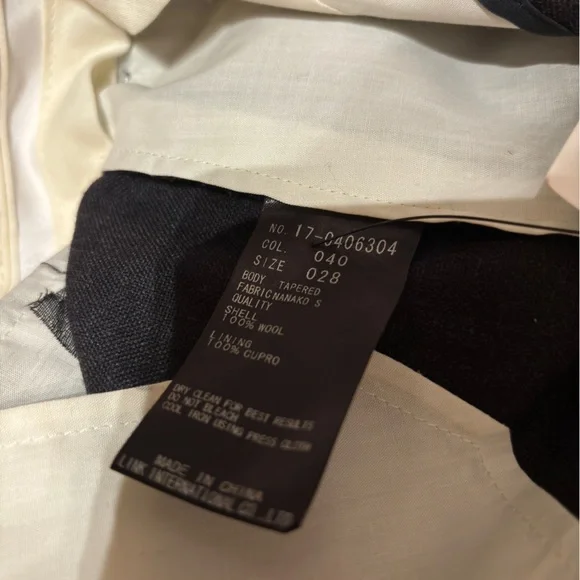 NO. 17-0406304
COL. 040
SIZE 028
BODY TAPERED
FABRIC NANAKO S
QUALITY
SHELL
100% WOOL
LINING
100% CUPRO
DRY CLEAN FOR BEST RESULTS
DO NOT BLEACH
COOL IRON USING PRESS CLOTH
MADE IN CHINA
LINK INTERNATIONAL CO.,LTD